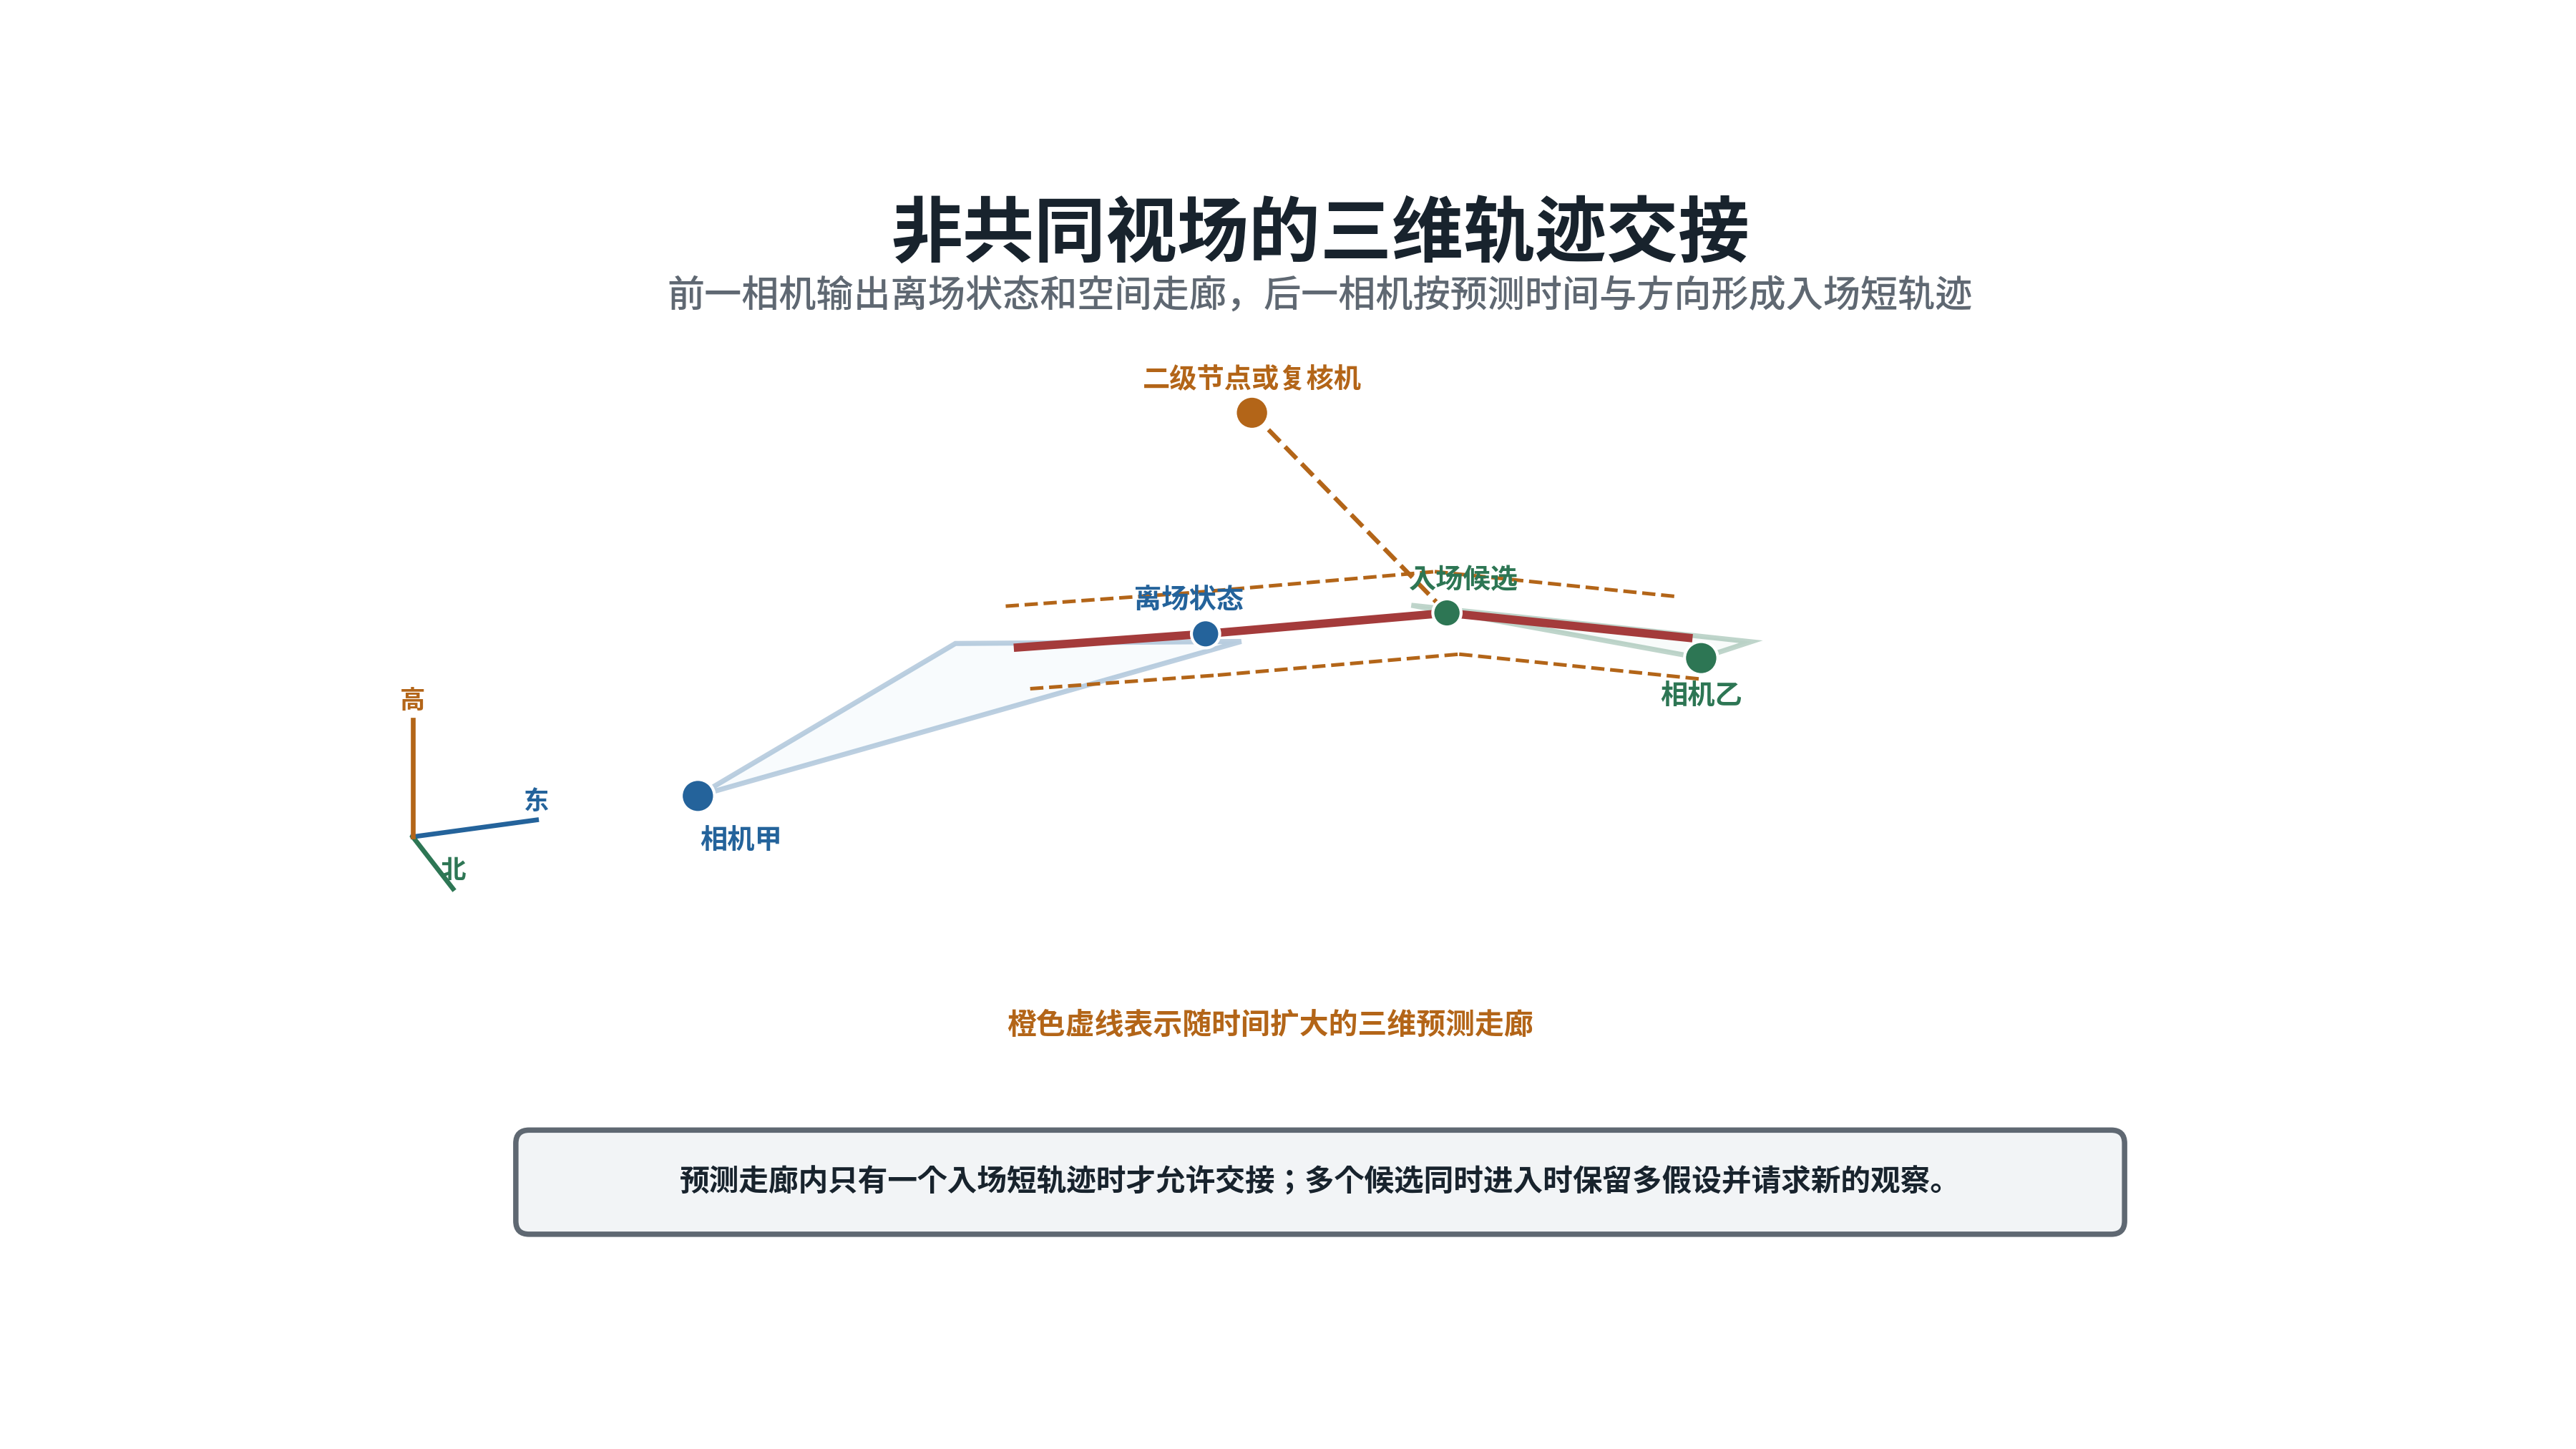 非共同视场的三维轨迹交接
前一相机输出离场状态和空间走廊，后一相机按预测时间与方向形成入场短轨迹
二级节点或复核机
入场候选
离场状态
相机乙
高
东
相机甲
北
橙色虚线表示随时间扩大的三维预测走廊
预测走廊内只有一个入场短轨迹时才允许交接；多个候选同时进入时保留多假设并请求新的观察。